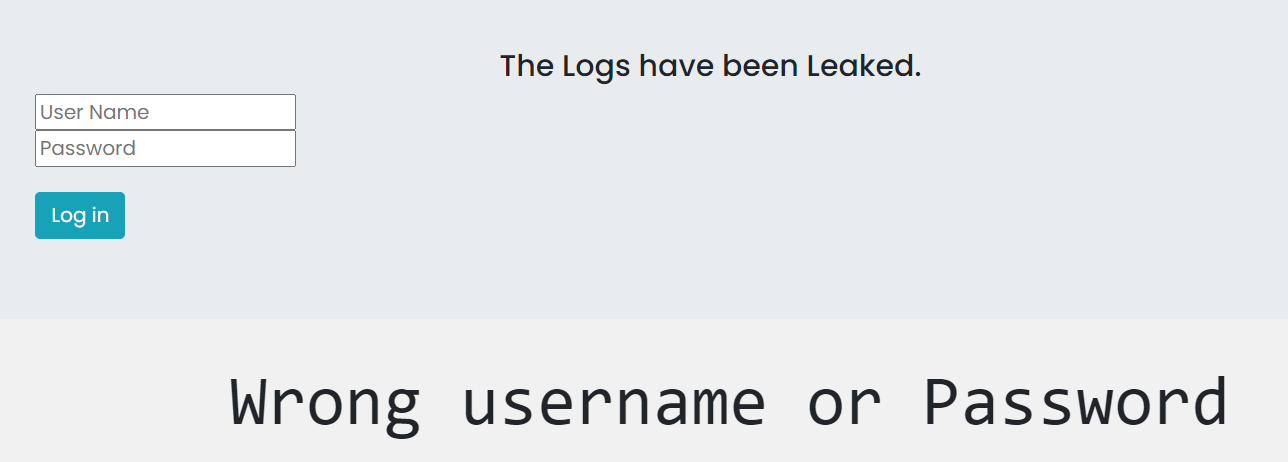 The Logs have been Leaked.
User Name
Password
Log in
Wrong username or Password